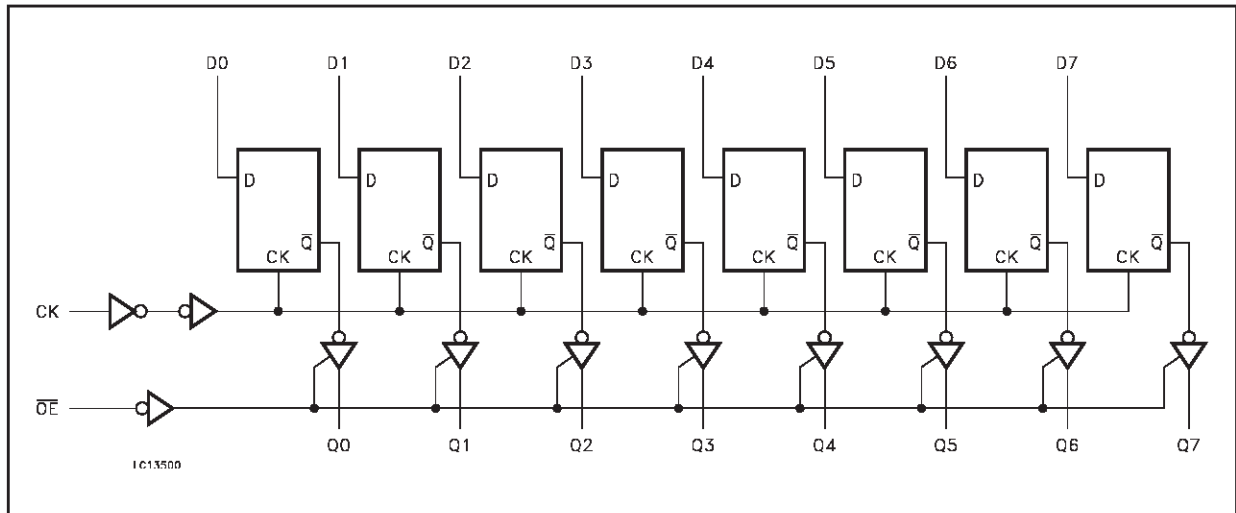 D0 D1 D2 D3 D4 D5 D6 D7
D D D D D D D D
Q̅ Q̅ Q̅ Q̅ Q̅ Q̅ Q̅ Q̅
CK CK CK CK CK CK CK CK
CK
O̅E̅
Q0 Q1 Q2 Q3 Q4 Q5 Q6 Q7
LC13500